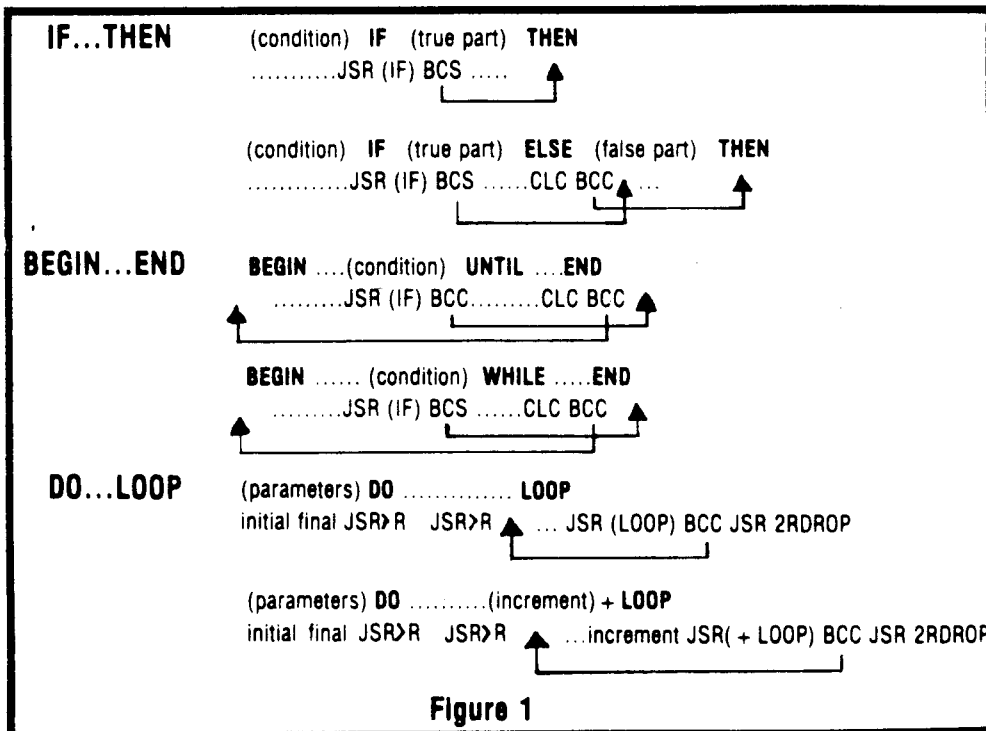 IF...THEN (condition) IF (true part) THEN
...........JSR (IF) BCS .....
(condition) IF (true part) ELSE (false part) THEN
.............JSR (IF) BCS ......CLC BCC ...
BEGIN...END BEGIN ....(condition) UNTIL ....END
.........JSR (IF) BCC.........CLC BCC
BEGIN ...... (condition) WHILE .....END
.........JSR (IF) BCS ......CLC BCC
DO...LOOP (parameters) DO .............. LOOP
initial final JSR>R JSR>R ... JSR (LOOP) BCC JSR 2RDROP
(parameters) DO ..........(increment) + LOOP
initial final JSR>R JSR>R ...increment JSR( + LOOP) BCC JSR 2RDROP
Figure 1